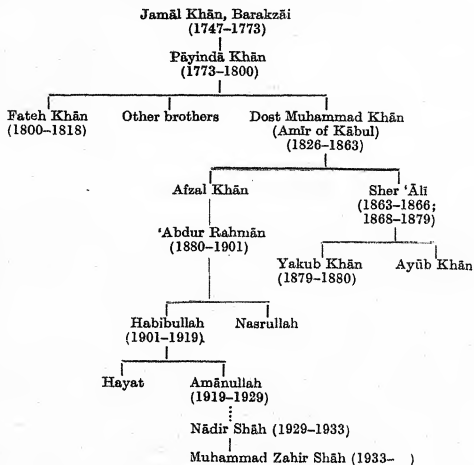 Jamāl Khān, Barakzāi
(1747–1773)
Pāyindā Khān
(1773–1800)
Fateh Khān
(1800–1818)
Other brothers
Dost Muhammad Khān
(Amīr of Kābul)
(1826–1863)
Afzal Khān
Sher ʻĀlī
(1863–1866;
1868–1879)
ʻAbdur Rahmān
(1880–1901)
Yakub Khān
(1879–1880)
Ayūb Khān
Habibullah
(1901–1919)
Nasrullah
Hayat
Amānullah
(1919–1929)
Nādir Shāh (1929–1933)
Muhammad Zahir Shāh (1933– )